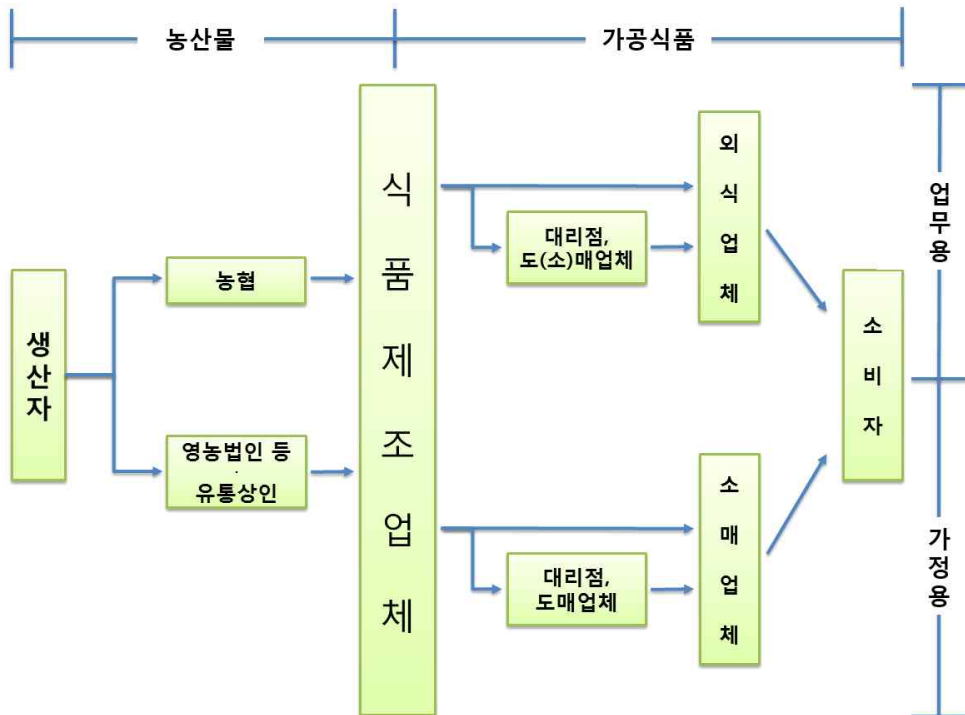 농산물
가공식품
생산자
농협
영농법인 등
·
유통상인
식품제조업체
대리점,
도(소)매업체
외식업체
대리점,
도매업체
소매업체
소비자
업무용
가정용